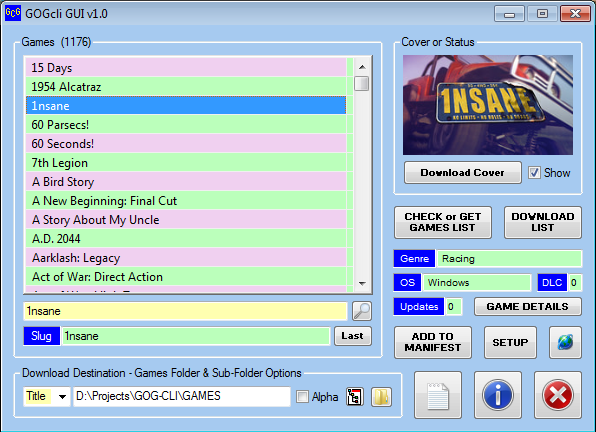 GOGcli GUI v1.0
Games (1176)
15 Days
1954 Alcatraz
1nsane
60 Parsecs!
60 Seconds!
7th Legion
A Bird Story
A New Beginning: Final Cut
A Story About My Uncle
A.D. 2044
Aarklash: Legacy
Act of War: Direct Action
1nsane
Slug 1nsane Last
Cover or Status
1NSANE
NO LIMITS • NO RULES •
Download Cover Show
CHECK or GET
GAMES LIST
DOWNLOAD
LIST
Genre Racing
OS Windows DLC 0
Updates 0 GAME DETAILS
ADD TO
MANIFEST
SETUP
Download Destination - Games Folder & Sub-Folder Options
Title D:\Projects\GOG-CLI\GAMES Alpha